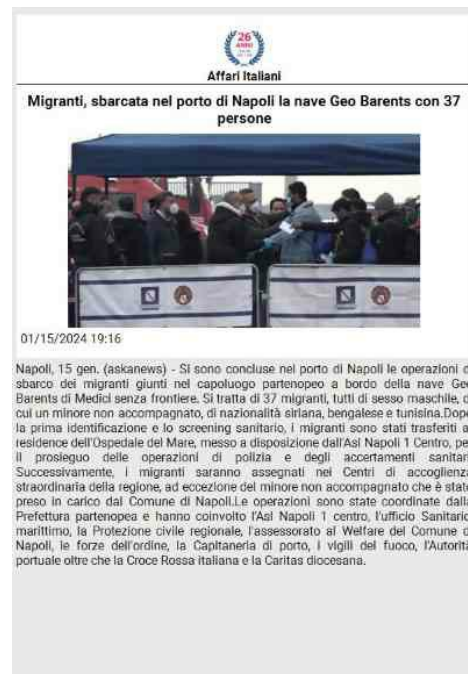 26
ANNI
Affari Italiani
Migranti, sbarcata nel porto di Napoli la nave Geo Barents con 37
persone
01/15/2024 19:16
Napoli, 15 gen. (askanews) - Si sono concluse nel porto di Napoli le operazioni d
sbarco dei migranti giunti nel capoluogo partenopeo a bordo della nave Geo
Barents di Medici senza frontiere. Si tratta di 37 migranti, tutti di sesso maschile, d
cui un minore non accompagnato, di nazionalità siriana, bengalese e tunisina.Dopo
la prima identificazione e lo screening sanitario, i migranti sono stati trasferiti a
residence dell'Ospedale del Mare, messo a disposizione dall'Asl Napoli 1 Centro, pe
il prosieguo delle operazioni di polizia e degli accertamenti sanitar
Successivamente, i migranti saranno assegnati nei Centri di accoglienza
straordinaria della regione, ad eccezione del minore non accompagnato che è stat
preso in carico dal Comune di Napoli.Le operazioni sono state coordinate dalla
Prefettura partenopea e hanno coinvolto l'Asl Napoli 1 centro, l'ufficio Sanitario
marittimo, la Protezione civile regionale, l'assessorato al Welfare del Comune d
Napoli, le forze dell'ordine, la Capitaneria di porto, i vigili del fuoco, l'Autorità
portuale oltre che la Croce Rossa italiana e la Caritas diocesana.